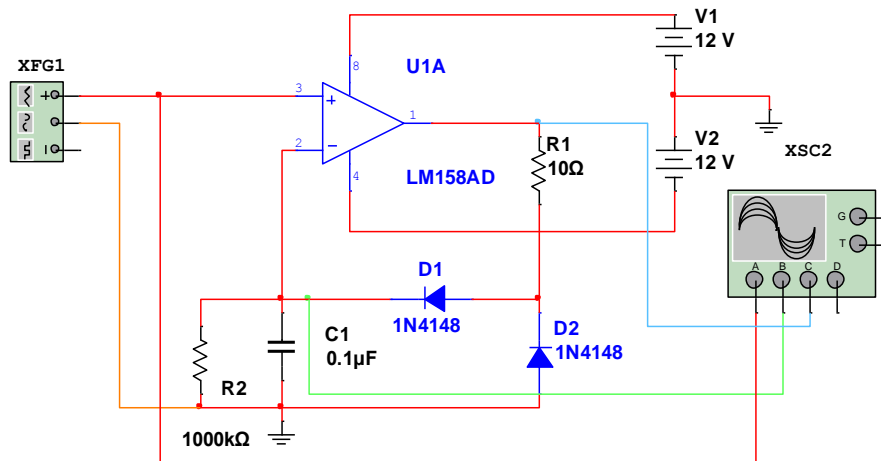 V1
12 V
XFG1
U1A
8
3
+
+
1
2
−
R1
10Ω
V2
12 V
XSC2
LM158AD
4
G
T
A
B
C
D
D1
1N4148
D2
1N4148
C1
0.1µF
R2
1000kΩ